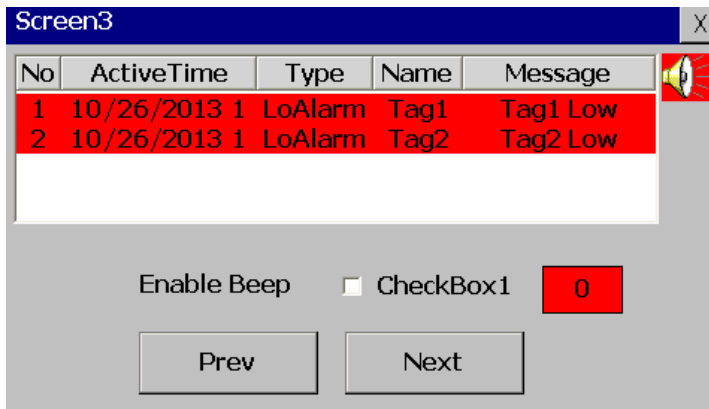 Screen3 X
No ActiveTime Type Name Message
1 10/26/2013 1 LoAlarm Tag1 Tag1 Low
2 10/26/2013 1 LoAlarm Tag2 Tag2 Low
Enable Beep CheckBox1 0
Prev Next